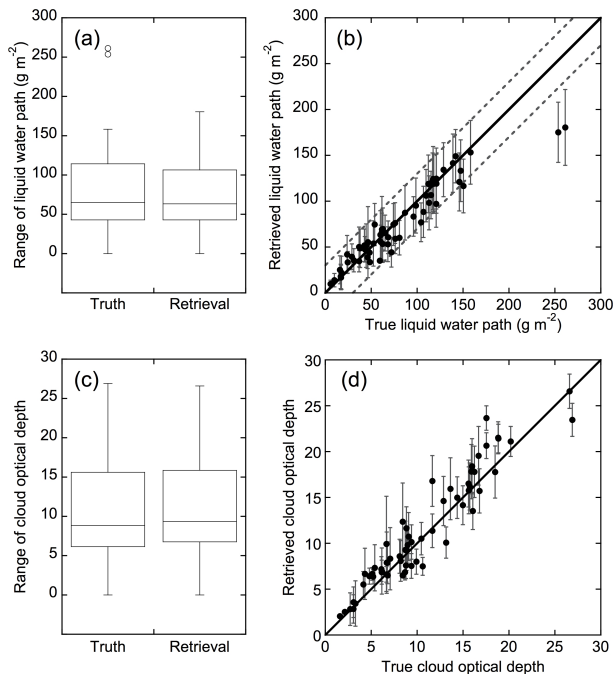 (a)
Range of liquid water path (g m⁻²)
300
250
200
150
100
50
0
Truth
Retrieval
(b)
Retrieved liquid water path (g m⁻²)
300
250
200
150
100
50
0
0 50 100 150 200 250 300
True liquid water path (g m⁻²)
(c)
Range of cloud optical depth
30
25
20
15
10
5
0
Truth
Retrieval
(d)
Retrieved cloud optical depth
30
25
20
15
10
5
0
0 5 10 15 20 25 30
True cloud optical depth